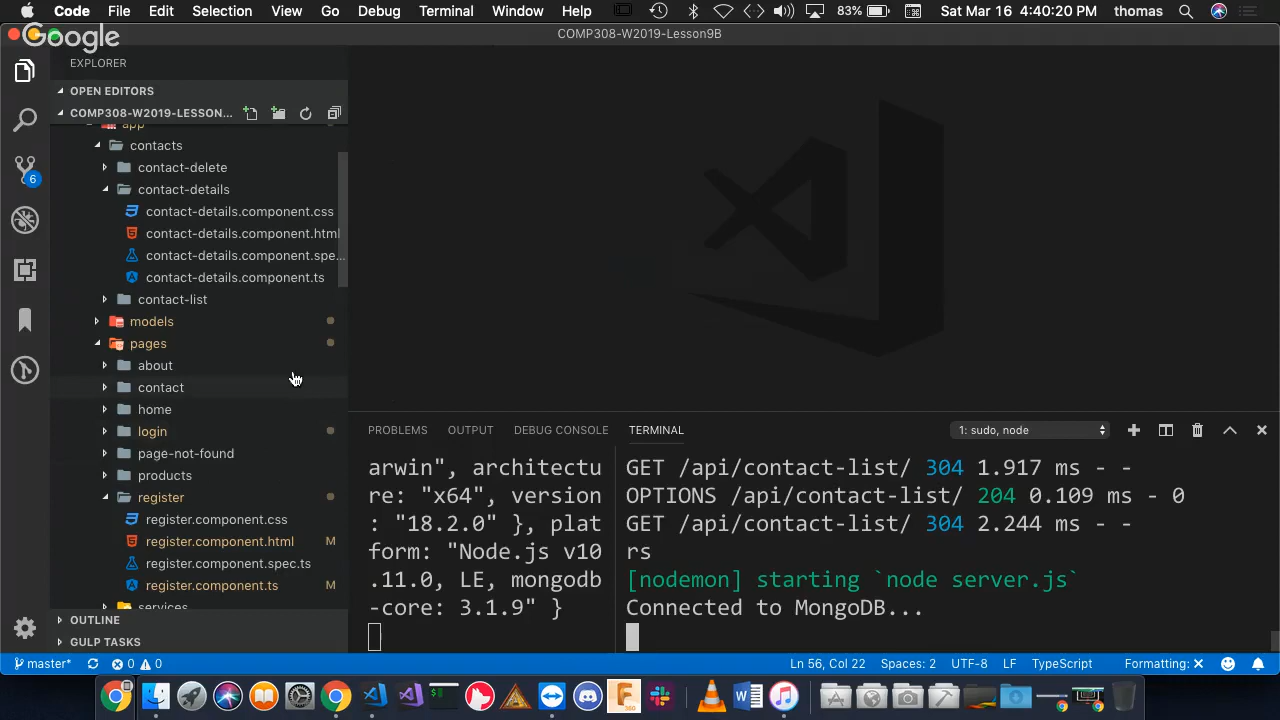 Code File Edit Selection View Go Debug Terminal Window Help 83% Sat Mar 16 4:40:20 PM thomas
Google
COMP308-W2019-Lesson9B
EXPLORER
OPEN EDITORS
COMP308-W2019-LESSON...
app
contacts
contact-delete
contact-details
contact-details.component.css
contact-details.component.html
contact-details.component.spe...
contact-details.component.ts
contact-list
models
pages
about
contact
home
login
page-not-found
products
register
register.component.css
register.component.html M
register.component.spec.ts
register.component.ts M
services
OUTLINE
GULP TASKS
6
PROBLEMS OUTPUT DEBUG CONSOLE TERMINAL 1: sudo, node
arwin", architectu
re: "x64", version
: "18.2.0" }, plat
form: "Node.js v10
.11.0, LE, mongodb
-core: 3.1.9" }
GET /api/contact-list/ 304 1.917 ms - -
OPTIONS /api/contact-list/ 204 0.109 ms - 0
GET /api/contact-list/ 304 2.244 ms - -
rs
[nodemon] starting `node server.js`
Connected to MongoDB...
master* 0 0 Ln 56, Col 22 Spaces: 2 UTF-8 LF TypeScript Formatting: ✕